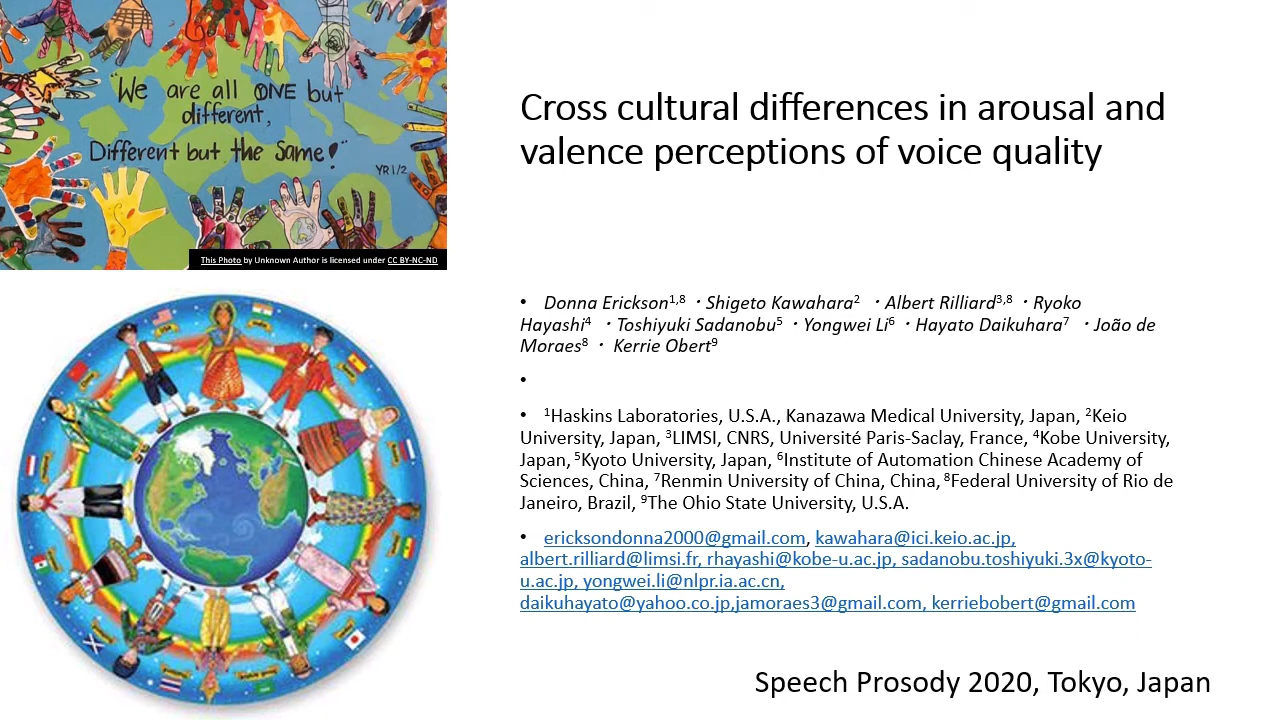 "We are all ONE but
different,
Different but the Same!"
YR 1/2
This Photo by Unknown Author is licensed under CC BY-NC-ND
Cross cultural differences in arousal and
valence perceptions of voice quality
• Donna Erickson1,8 ・Shigeto Kawahara2 ・Albert Rilliard3,8 ・Ryoko
Hayashi4 ・Toshiyuki Sadanobu5 ・Yongwei Li6 ・Hayato Daikuhara7 ・João de
Moraes8 ・ Kerrie Obert9
•
• 1Haskins Laboratories, U.S.A., Kanazawa Medical University, Japan, 2Keio
University, Japan, 3LIMSI, CNRS, Université Paris-Saclay, France, 4Kobe University,
Japan, 5Kyoto University, Japan, 6Institute of Automation Chinese Academy of
Sciences, China, 7Renmin University of China, China, 8Federal University of Rio de
Janeiro, Brazil, 9The Ohio State University, U.S.A.
• ericksondonna2000@gmail.com, kawahara@ici.keio.ac.jp,
albert.rilliard@limsi.fr, rhayashi@kobe-u.ac.jp, sadanobu.toshiyuki.3x@kyoto-
u.ac.jp, yongwei.li@nlpr.ia.ac.cn,
daikuhayato@yahoo.co.jp,jamoraes3@gmail.com, kerriebobert@gmail.com
Speech Prosody 2020, Tokyo, Japan